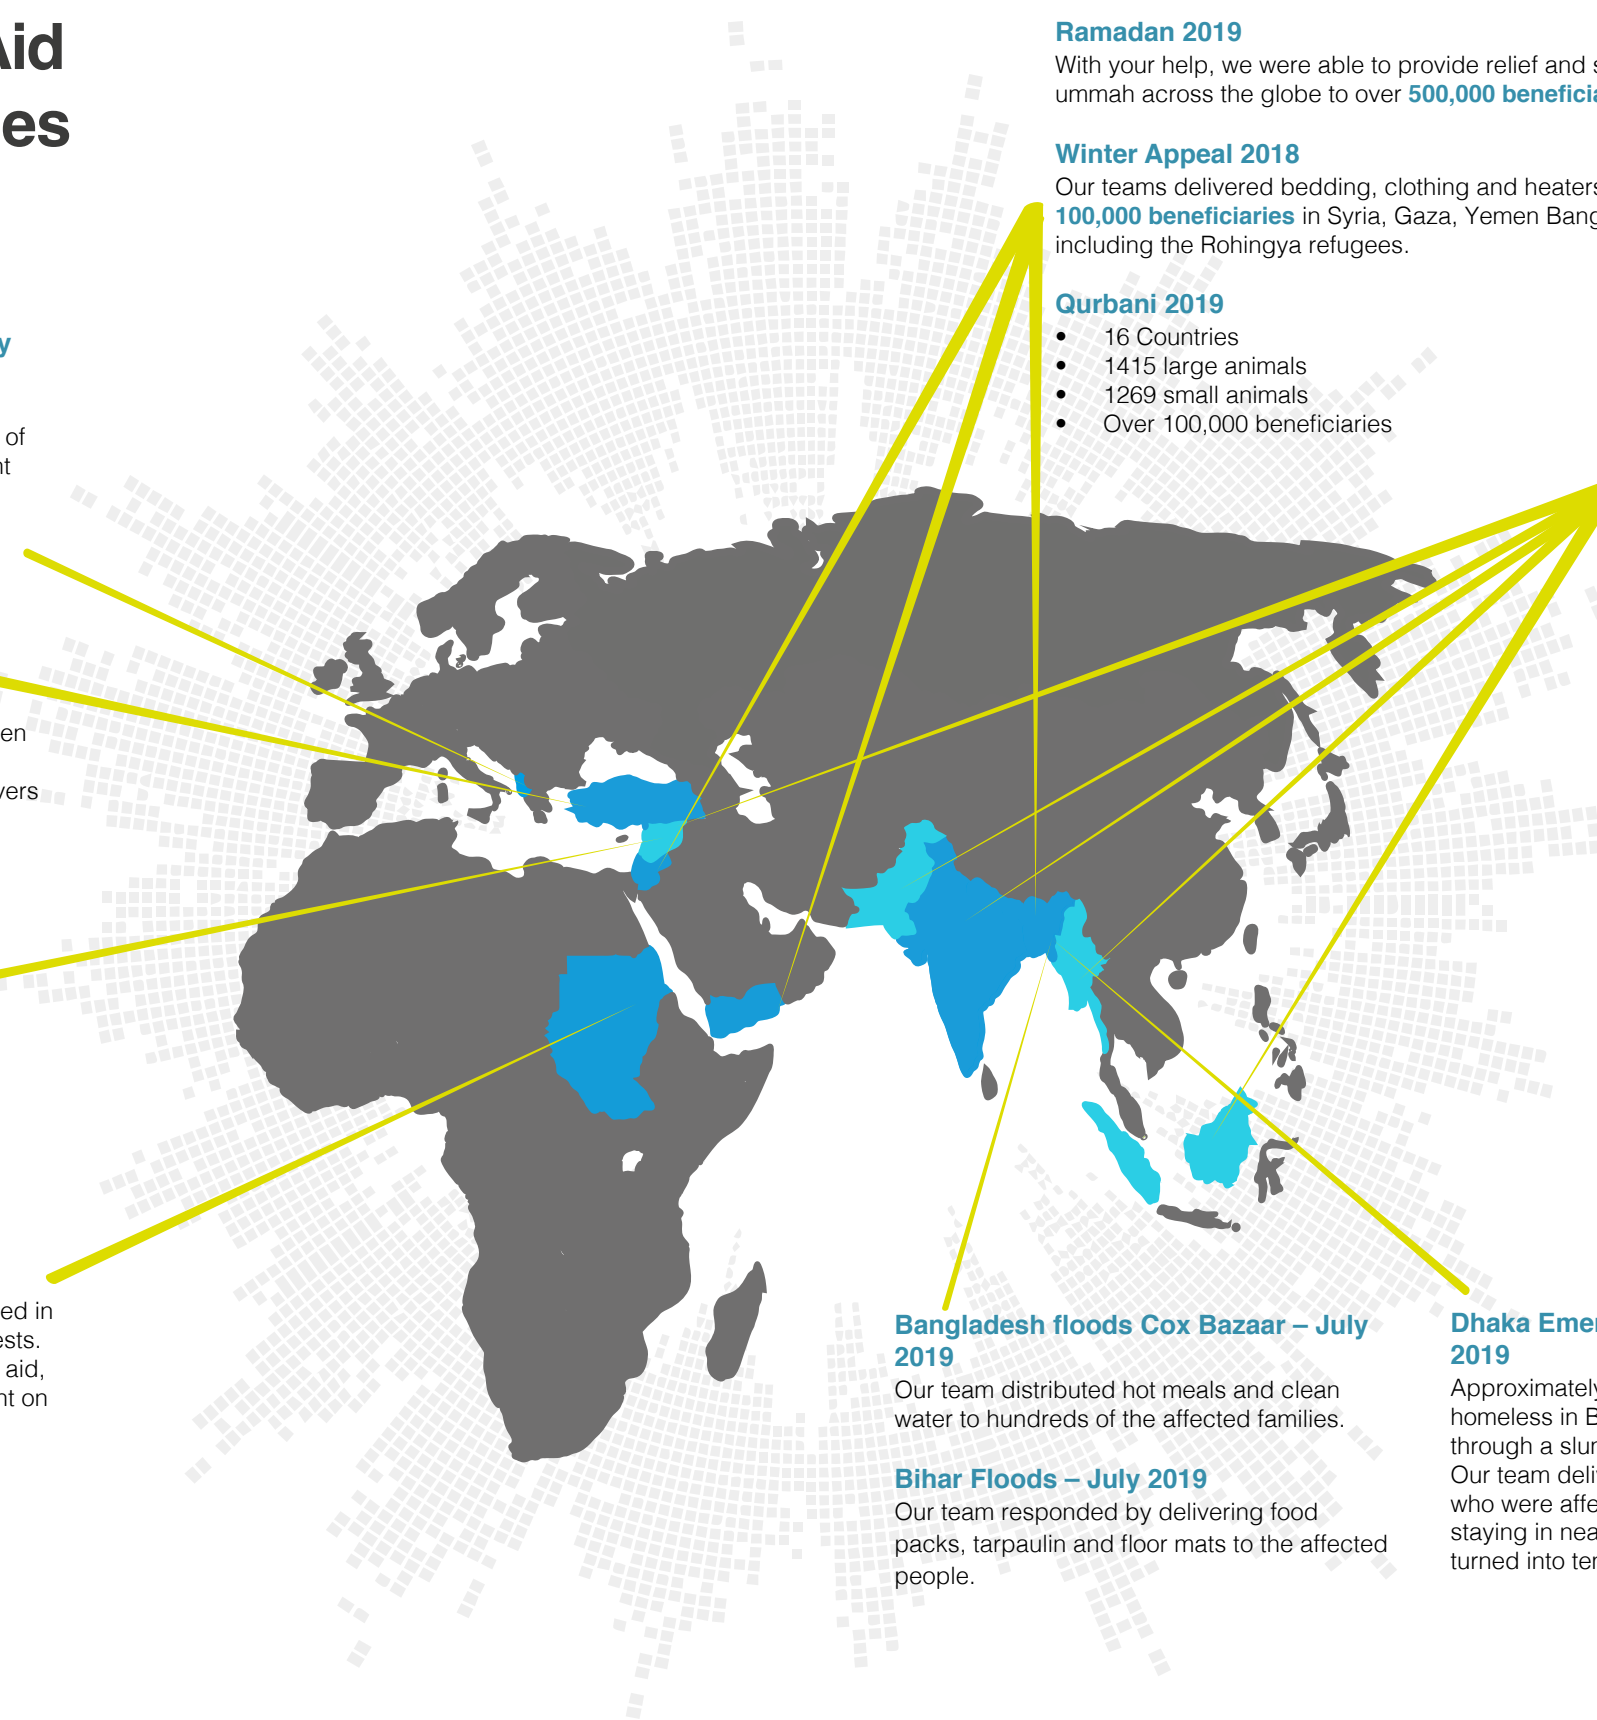 Aid
es
y
of
nt
en
vers
ed in
ests.
aid,
nt on
Ramadan 2019
With your help, we were able to provide relief and s
ummah across the globe to over 500,000 beneficia
Winter Appeal 2018
Our teams delivered bedding, clothing and heaters
100,000 beneficiaries in Syria, Gaza, Yemen Bang
including the Rohingya refugees.
Qurbani 2019
• 16 Countries
• 1415 large animals
• 1269 small animals
• Over 100,000 beneficiaries
Bangladesh floods Cox Bazaar – July
2019
Our team distributed hot meals and clean
water to hundreds of the affected families.
Bihar Floods – July 2019
Our team responded by delivering food
packs, tarpaulin and floor mats to the affected
people.
Dhaka Emer
2019
Approximately
homeless in B
through a slum
Our team deli
who were affe
staying in nea
turned into ter